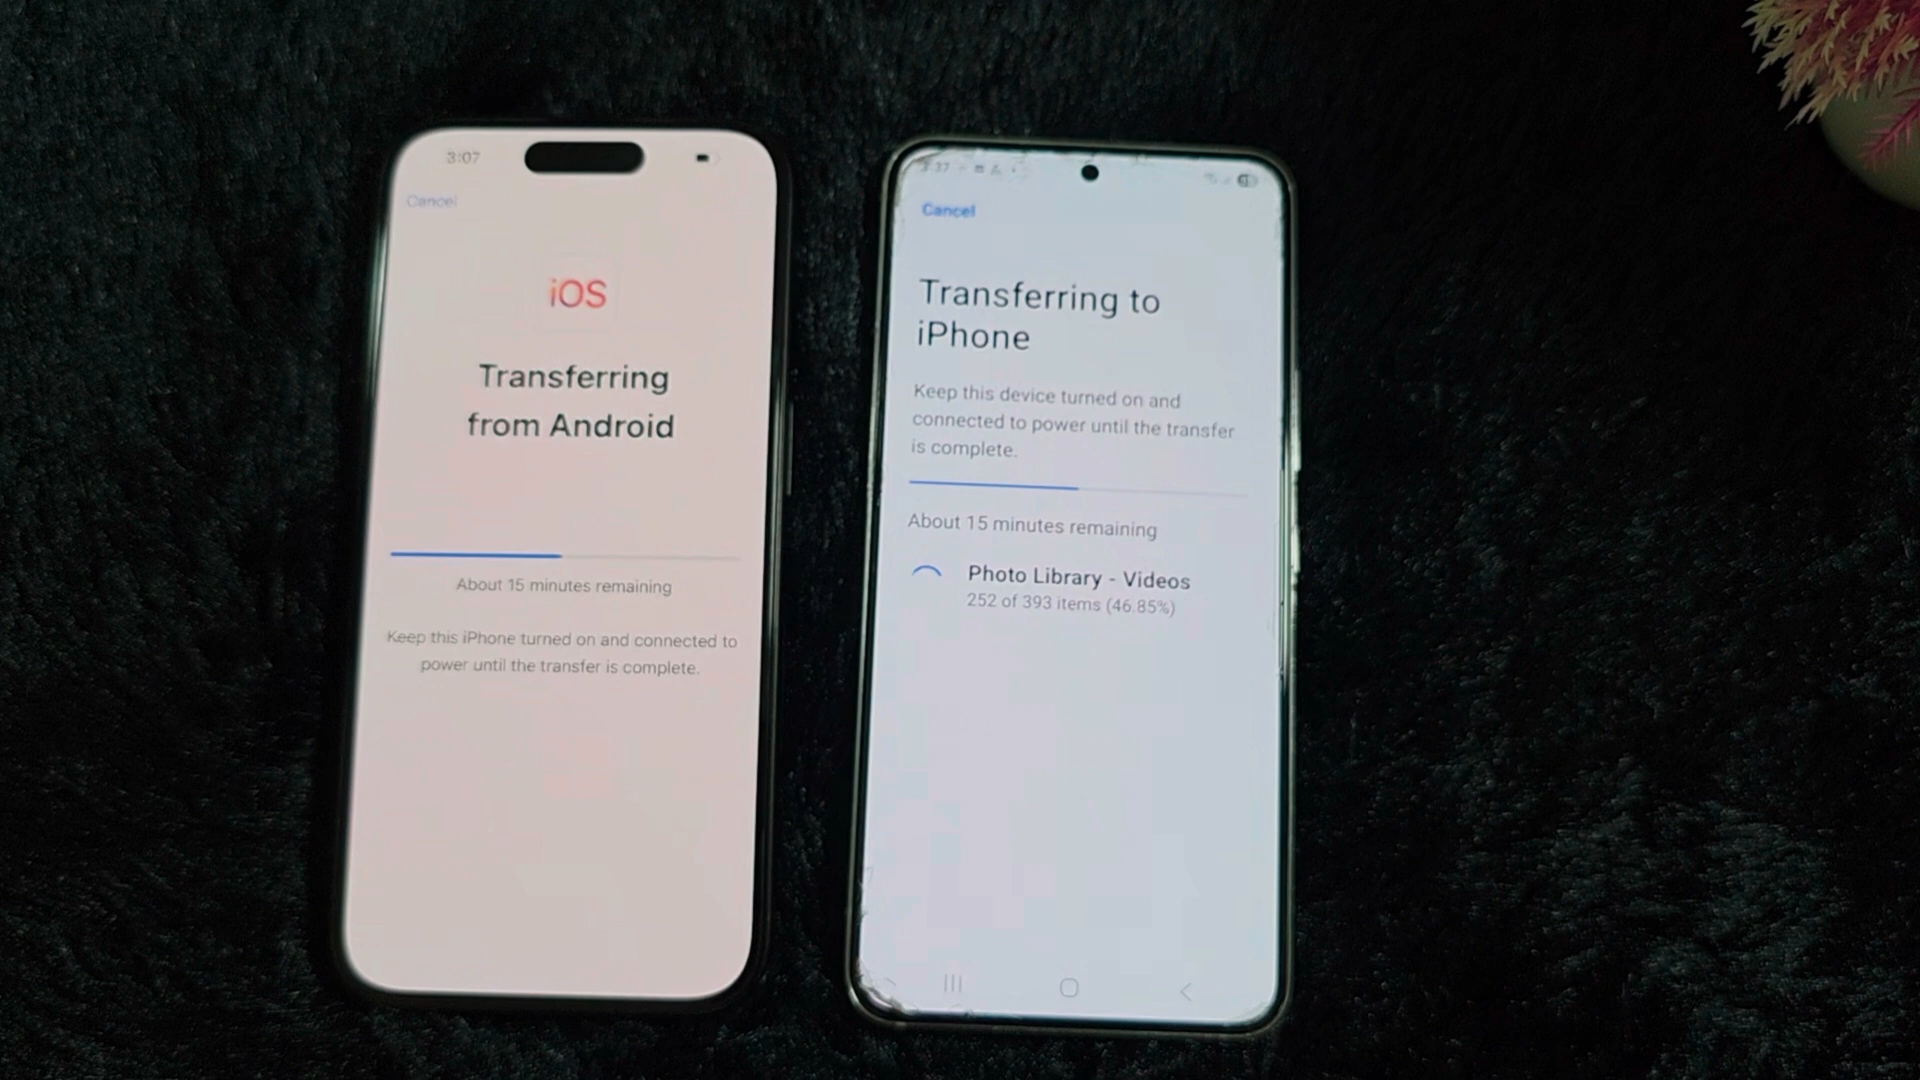 3:07
Cancel
iOS
Transferring
from Android
About 15 minutes remaining
Keep this iPhone turned on and connected to
power until the transfer is complete.
Cancel
Transferring to
iPhone
Keep this device turned on and
connected to power until the transfer
is complete.
About 15 minutes remaining
Photo Library - Videos
252 of 393 items (46.85%)